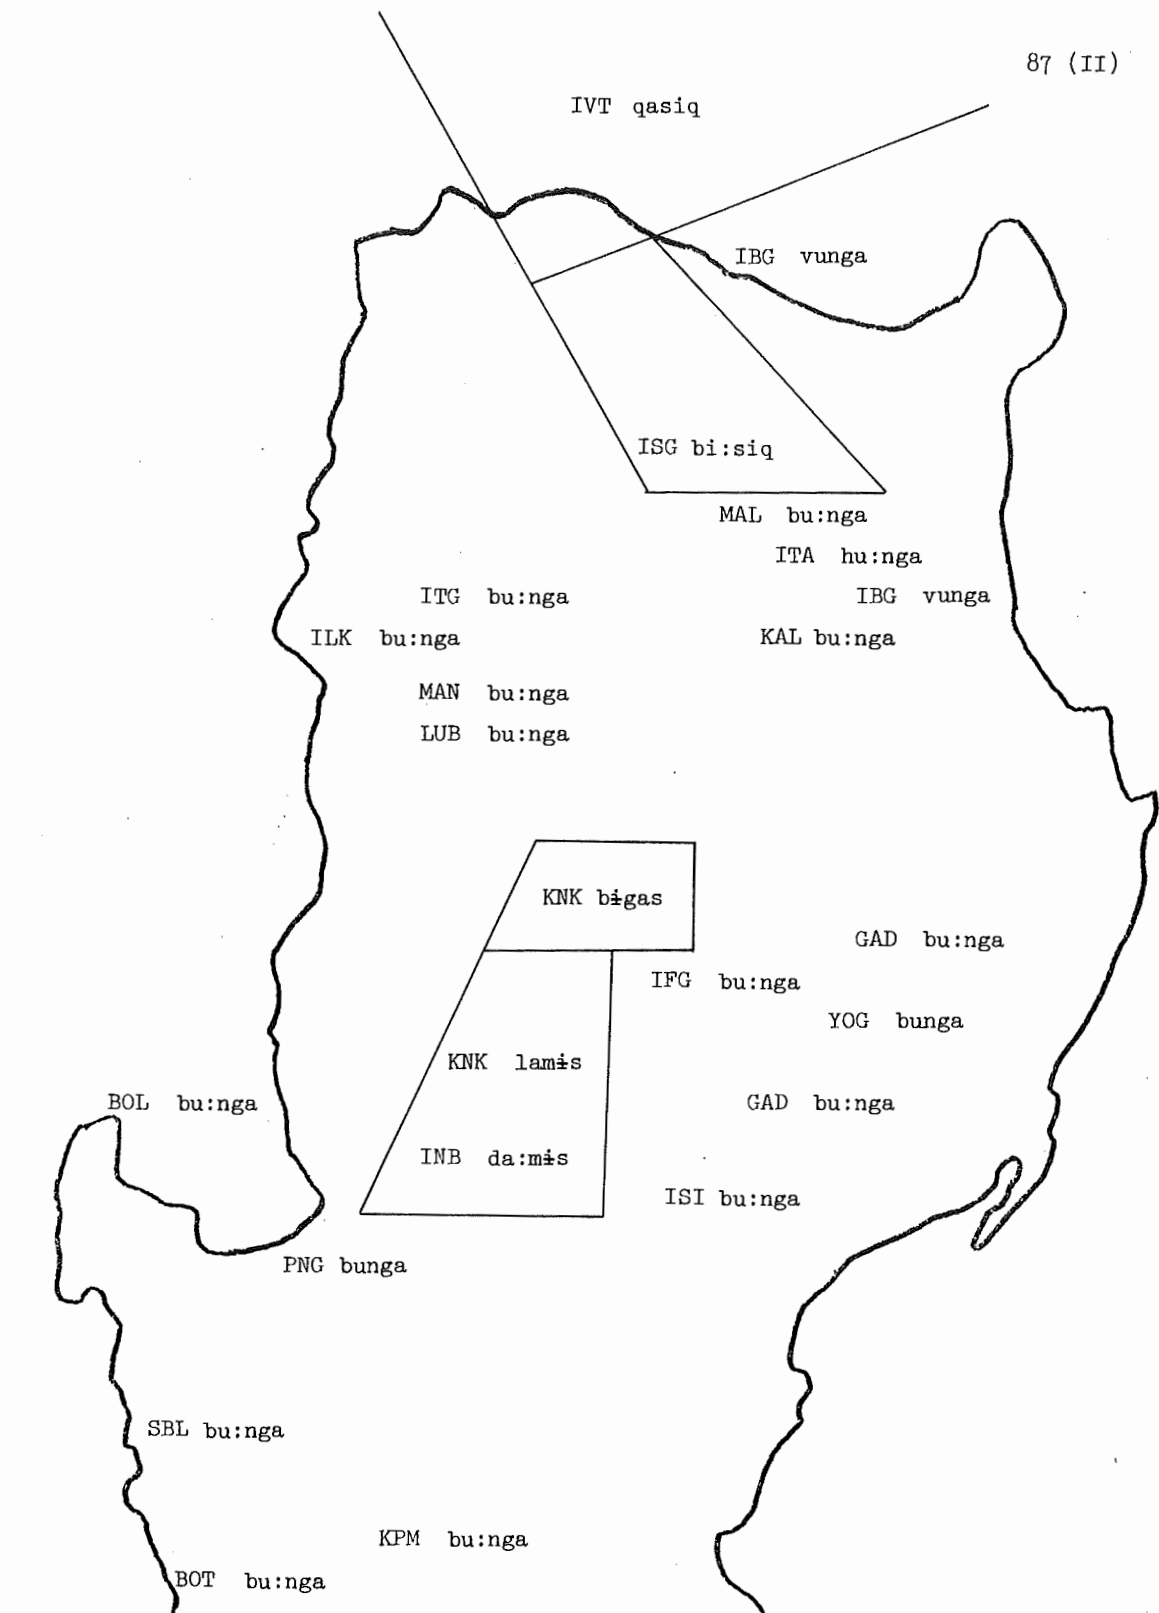 87 (II)
IVT qasiq
IBG vunga
ISG bi:siq
MAL bu:nga
ITA hu:nga
ITG bu:nga
IBG vunga
ILK bu:nga
KAL bu:nga
MAN bu:nga
LUB bu:nga
KNK bɨgas
GAD bu:nga
IFG bu:nga
YOG bunga
KNK lamɨs
BOL bu:nga
GAD bu:nga
INB da:mɨs
ISI bu:nga
PNG bunga
SBL bu:nga
KPM bu:nga
BOT bu:nga